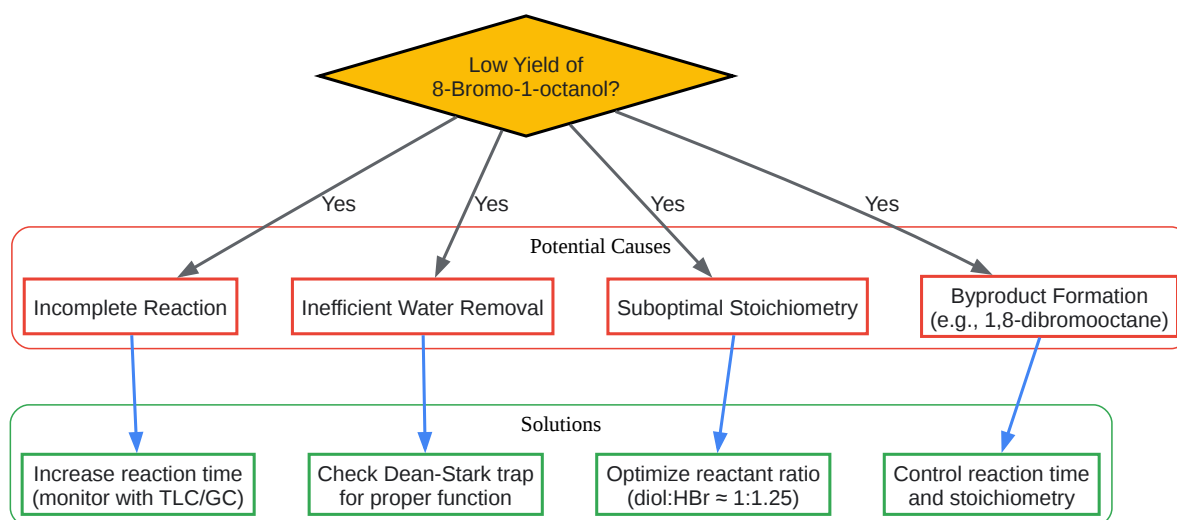 Low Yield of
8-Bromo-1-octanol?
Yes
Yes
Yes
Yes
Potential Causes
Incomplete Reaction
Inefficient Water Removal
Suboptimal Stoichiometry
Byproduct Formation
(e.g., 1,8-dibromooctane)
Solutions
Increase reaction time
(monitor with TLC/GC)
Check Dean-Stark trap
for proper function
Optimize reactant ratio
(diol:HBr ≈ 1:1.25)
Control reaction time
and stoichiometry